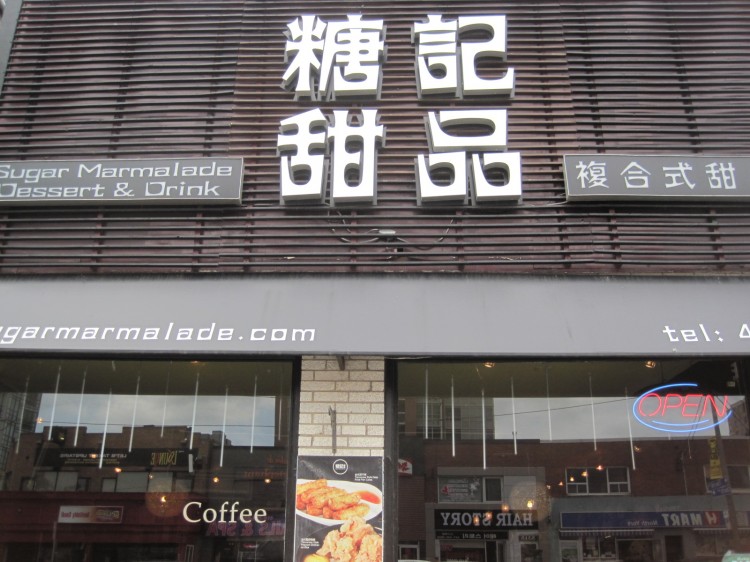 糖記
甜品
Sugar Marmalade
Dessert & Drink
複合式甜
sugarmarmalade.com
tel: 4
OPEN
Coffee
HAIR STORY
H MART